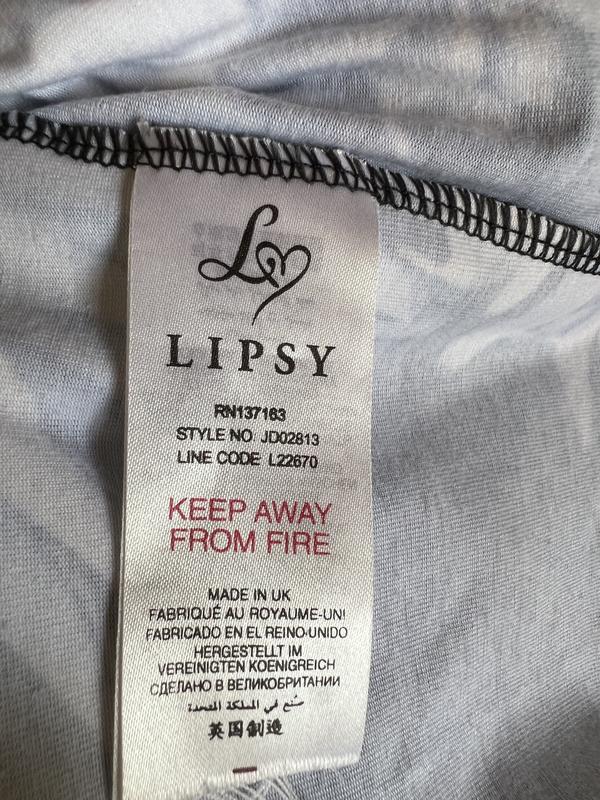 LIPSY
RN137163
STYLE NO. JD02813
LINE CODE L22670
KEEP AWAY
FROM FIRE
MADE IN UK
FABRIQUÉ AU ROYAUME-UNI
FABRICADO EN EL REINO UNIDO
HERGESTELLT IM
VEREINIGTEN KOENIGREICH
СДЕЛАНО В ВЕЛИКОБРИТАНИИ
صُنع في المملكة المتحدة
英国制造